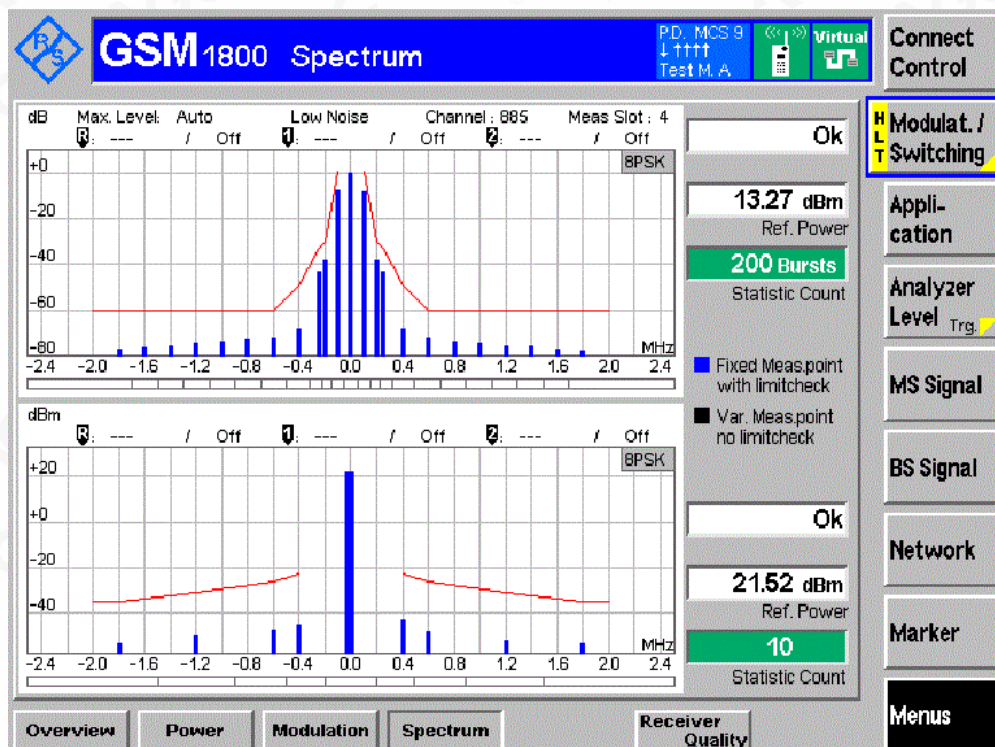 R/S
GSM 1800 Spectrum
P.D. MCS 9
↓ ↑↑↑↑
Test M. A.
Virtual
Connect Control
dB Max. Level: Auto Low Noise Channel : 885 Meas Slot : 4
R: --- / Off 1: --- / Off 2: --- / Off
8PSK
+0
-20
-40
-60
-80
MHz
-2.4 -2.0 -1.6 -1.2 -0.8 -0.4 0.0 0.4 0.8 1.2 1.6 2.0 2.4
Ok
13.27 dBm
Ref. Power
200 Bursts
Statistic Count
Fixed Meas.point
with limitcheck
Var. Meas.point
no limitcheck
dBm
R: --- / Off 1: --- / Off 2: --- / Off
8PSK
+20
+0
-20
-40
MHz
-2.4 -2.0 -1.6 -1.2 -0.8 -0.4 0.0 0.4 0.8 1.2 1.6 2.0 2.4
Ok
21.52 dBm
Ref. Power
10
Statistic Count
HLT
Modulat. /
Switching
Appli-
cation
Analyzer
Level Trg.
MS Signal
BS Signal
Network
Marker
Menus
Overview Power Modulation Spectrum Receiver
Quality